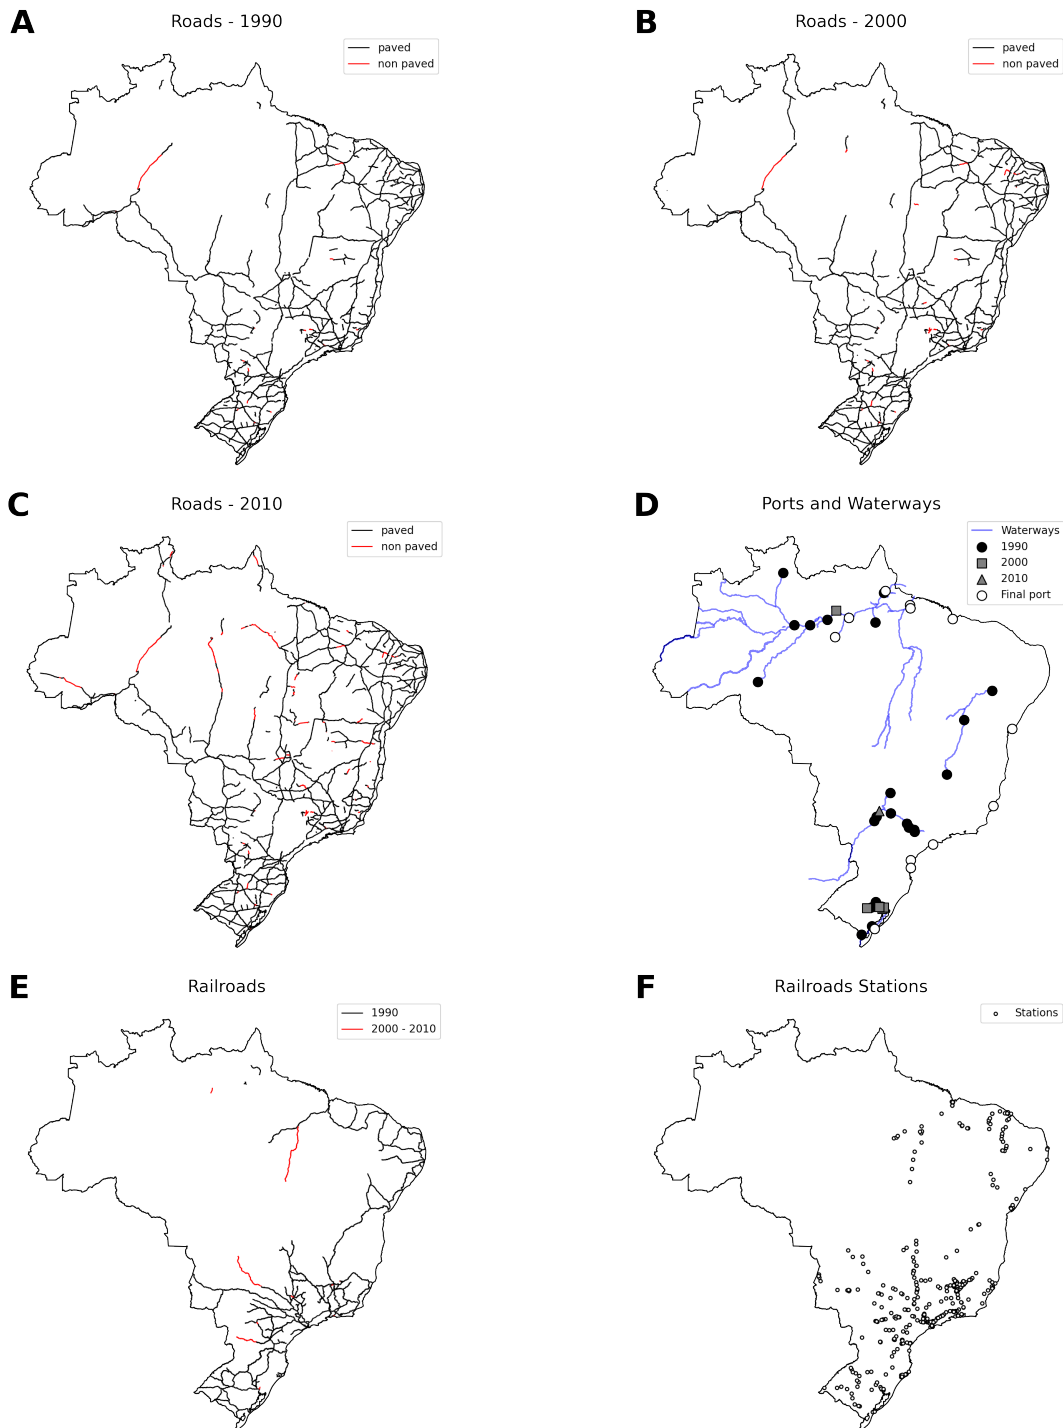 A
Roads - 1990
paved
non paved
B
Roads - 2000
paved
non paved
C
Roads - 2010
paved
non paved
D
Ports and Waterways
Waterways
1990
2000
2010
Final port
E
Railroads
1990
2000 - 2010
F
Railroads Stations
Stations